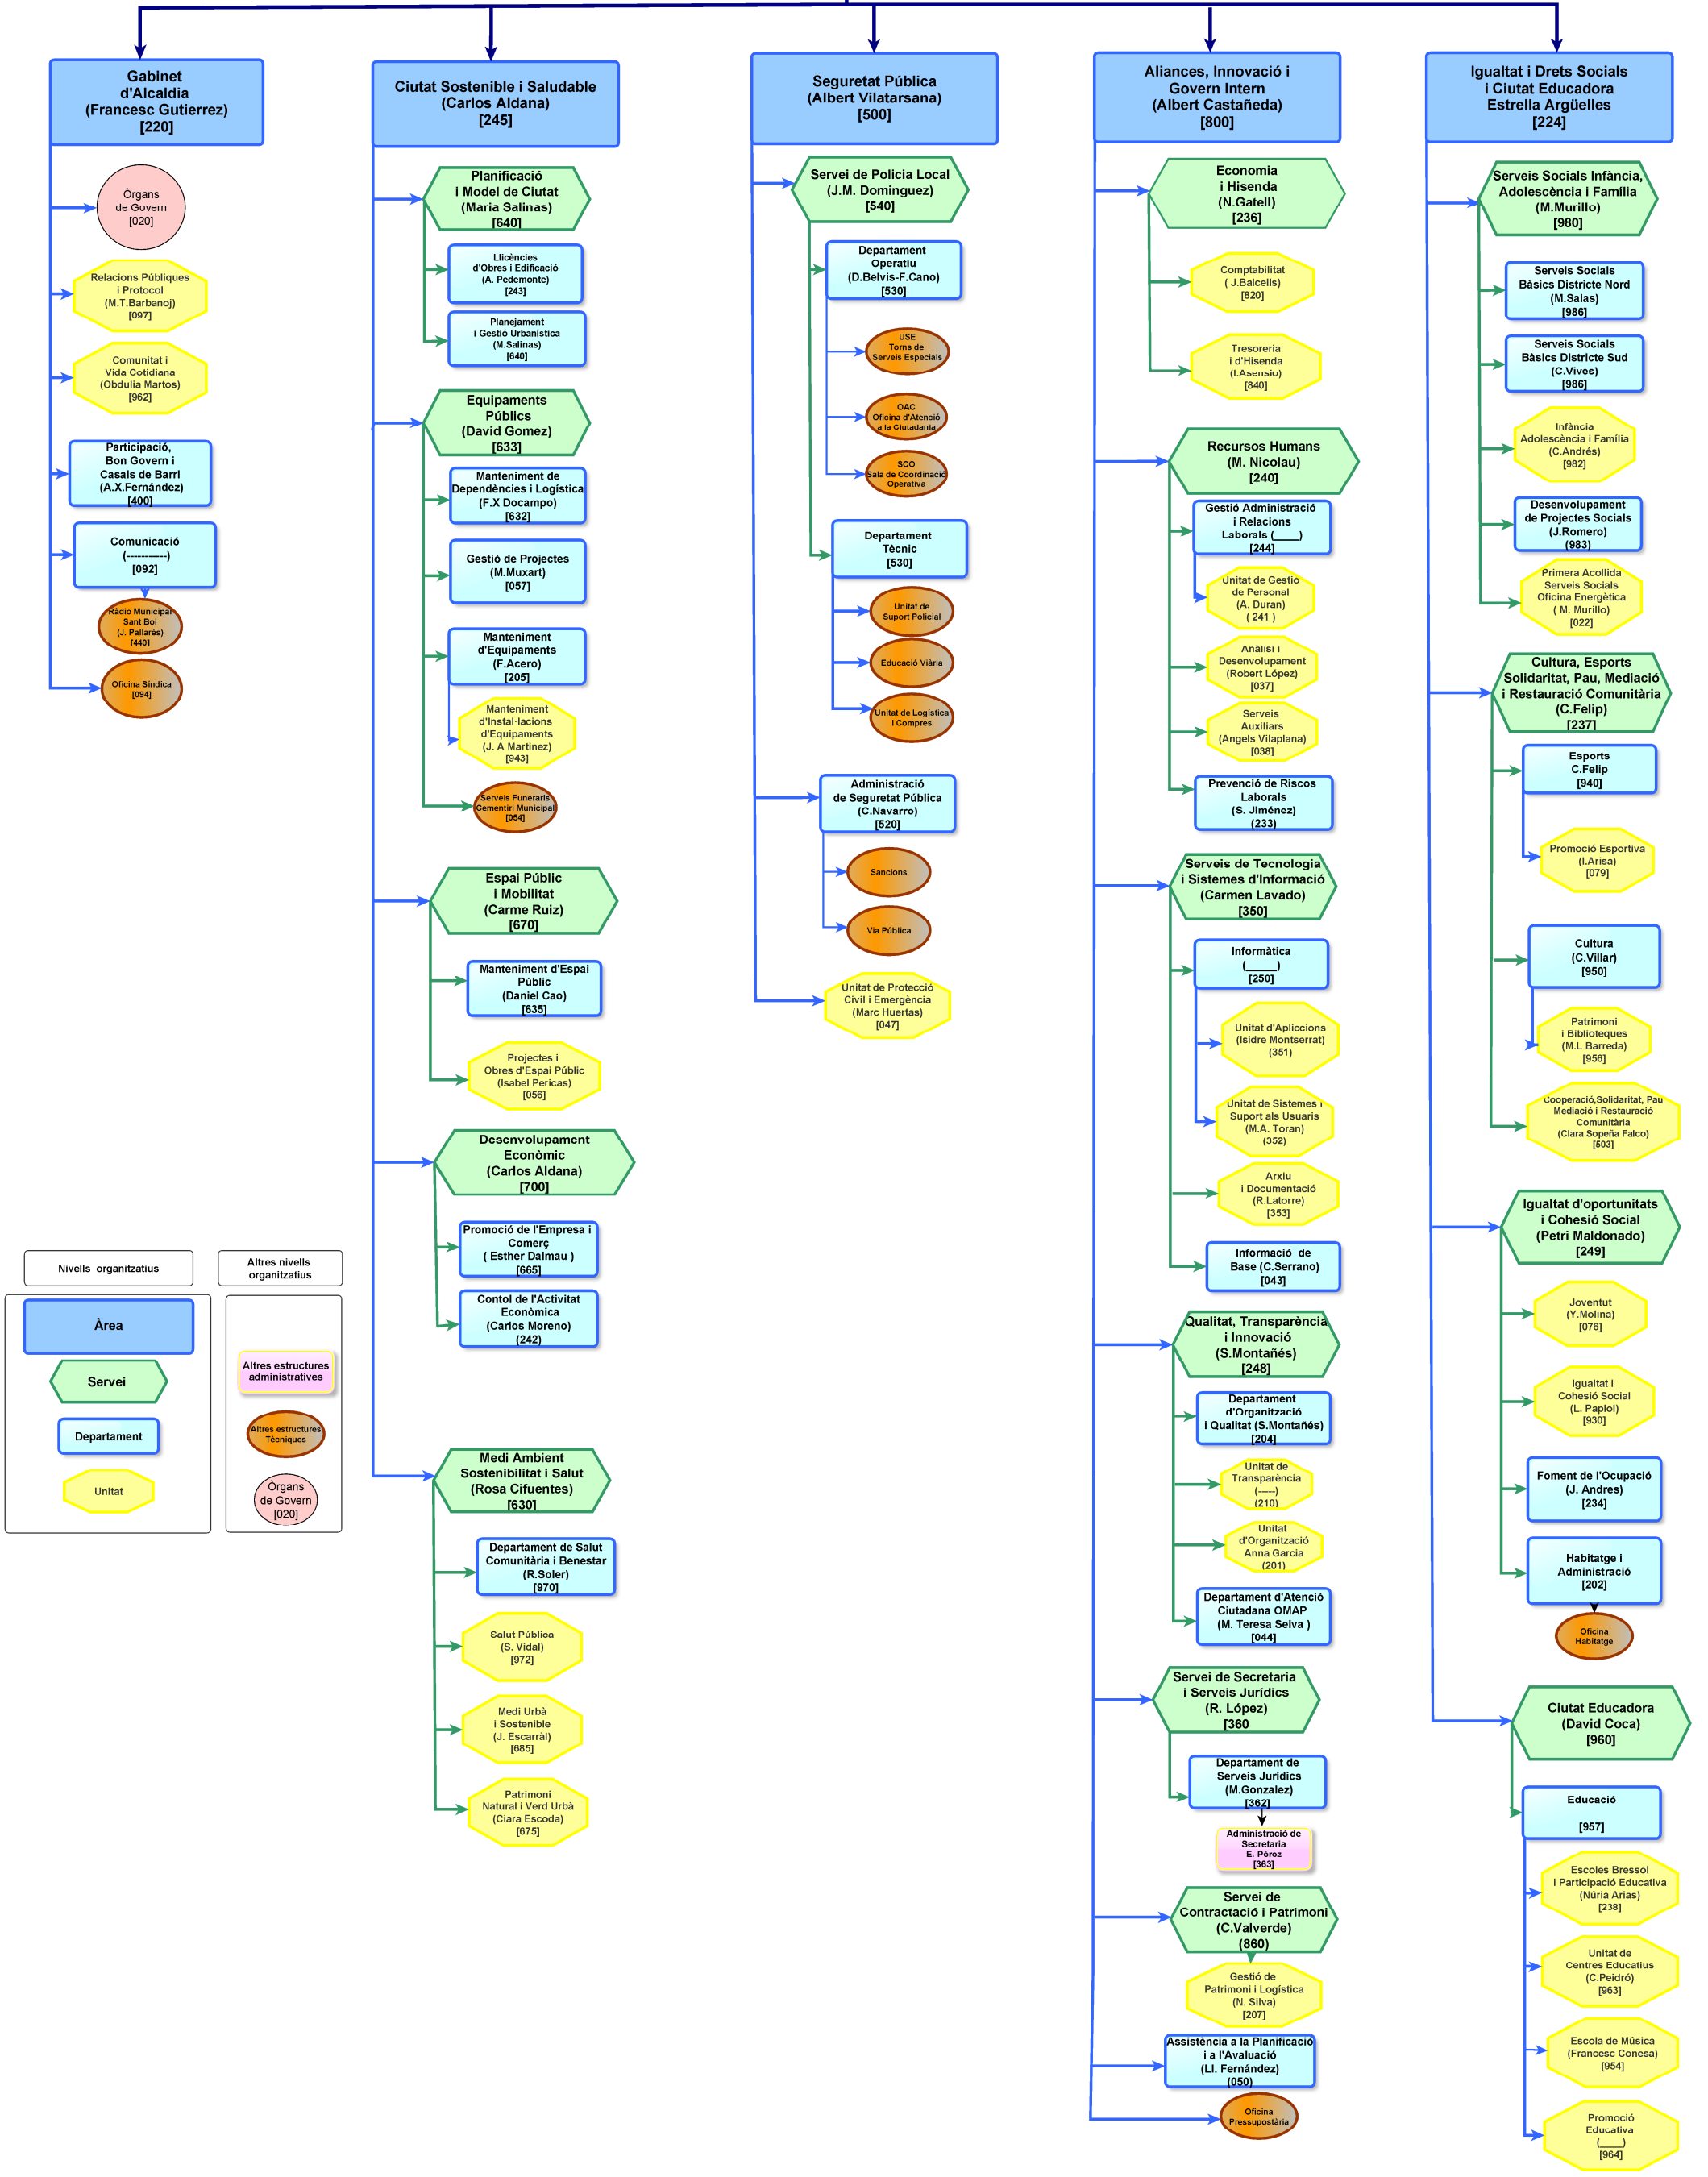 Gabinet
d'Alcaldia
(Francesc Gutierrez)
[220]
Òrgans
de Govern
[020]
Relacions Públiques
i Protocol
(M.T.Barbanoj)
[097]
Comunitat i
Vida Cotidiana
(Obdulia Martos)
[962]
Participació,
Bon Govern i
Casals de Barri
(A.X.Fernández)
[400]
Comunicació
(-----------)
[092]
Ràdio Municipal
Sant Boi
(J. Pallarès)
[440]
Oficina Síndica
[094]
Ciutat Sostenible i Saludable
(Carlos Aldana)
[245]
Planificació
i Model de Ciutat
(Maria Salinas)
[640]
Llicències
d'Obres i Edificació
(A. Pedemonte)
[243]
Planejament
i Gestió Urbanística
(M.Salinas)
[640]
Equipaments
Públics
(David Gomez)
[633]
Manteniment de
Dependències i Logística
(F.X Docampo)
[632]
Gestió de Projectes
(M.Muxart)
[057]
Manteniment
d'Equipaments
(F.Acero)
[205]
Manteniment
d'Instal·lacions
d'Equipaments
(J. A Martinez)
[943]
Serveis Funeraris
Cementiri Municipal
[054]
Espai Públic
i Mobilitat
(Carme Ruiz)
[670]
Manteniment d'Espai
Públic
(Daniel Cao)
[635]
Projectes i
Obres d'Espai Públic
(Isabel Pericas)
[056]
Desenvolupament
Econòmic
(Carlos Aldana)
[700]
Promoció de l'Empresa i
Comerç
( Esther Dalmau )
[665]
Contol de l'Activitat
Econòmica
(Carlos Moreno)
(242)
Medi Ambient
Sostenibilitat i Salut
(Rosa Cifuentes)
[630]
Departament de Salut
Comunitària i Benestar
(R.Soler)
[970]
Salut Pública
(S. Vidal)
[972]
Medi Urbà
i Sostenible
(J. Escarràl)
[685]
Patrimoni
Natural i Verd Urbà
(Ciara Escoda)
[675]
Seguretat Pública
(Albert Vilatarsana)
[500]
Servei de Policia Local
(J.M. Dominguez)
[540]
Departament
Operatiu
(D.Belvis-F.Cano)
[530]
USE
Torns de
Serveis Especials
OAC
Oficina d'Atenció
a la Ciutadania
SCO
Sala de Coordinació
Operativa
Departament
Tècnic
[530]
Unitat de
Suport Policial
Educació Viària
Unitat de Logística
i Compres
Administració
de Seguretat Pública
(C.Navarro)
[520]
Sancions
Via Pública
Unitat de Protecció
Civil i Emergència
(Marc Huertas)
[047]
Aliances, Innovació i
Govern Intern
(Albert Castañeda)
[800]
Economia
i Hisenda
(N.Gatell)
[236]
Comptabilitat
( J.Balcells)
[820]
Tresoreria
i d'Hisenda
(I.Asensio)
[840]
Recursos Humans
(M. Nicolau)
[240]
Gestió Administració
i Relacions
Laborals (____)
[244]
Unitat de Gestio
de Personal
(A. Duran)
( 241 )
Anàlisi i
Desenvolupament
(Robert López)
[037]
Serveis
Auxiliars
(Angels Vilaplana)
[038]
Prevenció de Riscos
Laborals
(S. Jiménez)
(233)
Serveis de Tecnologia
i Sistemes d'Informació
(Carmen Lavado)
[350]
Informàtica
(_____)
[250]
Unitat d'Apliccions
(Isidre Montserrat)
(351)
Unitat de Sistemes i
Suport als Usuaris
(M.A. Toran)
(352)
Arxiu
i Documentació
(R.Latorre)
[353]
Informació de
Base (C.Serrano)
[043]
Qualitat, Transparència
i Innovació
(S.Montañés)
[248]
Departament
d'Organització
i Qualitat (S.Montañés)
[204]
Unitat de
Transparència
(-----)
(210)
Unitat
d'Organització
Anna Garcia
(201)
Departament d'Atenció
Ciutadana OMAP
(M. Teresa Selva )
[044]
Servei de Secretaria
i Serveis Jurídics
(R. López)
[360
Departament de
Serveis Jurídics
(M.Gonzalez)
[362]
Administració de
Secretaria
E. Pérez
[363]
Servei de
Contractació i Patrimoni
(C.Valverde)
(860)
Gestió de
Patrimoni i Logística
(N. Silva)
[207]
Assistència a la Planificació
i a l'Avaluació
(Ll. Fernández)
(050)
Oficina
Pressupostària
Igualtat i Drets Socials
i Ciutat Educadora
Estrella Argüelles
[224]
Serveis Socials Infància,
Adolescència i Família
(M.Murillo)
[980]
Serveis Socials
Bàsics Districte Nord
(M.Salas)
[986]
Serveis Socials
Bàsics Districte Sud
(C.Vives)
[986]
Infància
Adolescència i Família
(C.Andrés)
[982]
Desenvolupament
de Projectes Socials
(J.Romero)
(983)
Primera Acollida
Serveis Socials
Oficina Energètica
( M. Murillo)
[022]
Cultura, Esports
Solidaritat, Pau, Mediació
i Restauració Comunitària
(C.Felip)
[237]
Esports
C.Felip
[940]
Promoció Esportiva
(I.Arisa)
[079]
Cultura
(C.Villar)
[950]
Patrimoni
i Biblioteques
(M.L Barreda)
[956]
Cooperació,Solidaritat, Pau
Mediació i Restauració
Comunitària
(Clara Sopeña Falco)
[503]
Igualtat d'oportunitats
i Cohesió Social
(Petri Maldonado)
[249]
Joventut
(Y.Molina)
[076]
Igualtat i
Cohesió Social
(L. Papiol)
[930]
Foment de l'Ocupació
(J. Andres)
[234]
Habitatge i
Administració
[202]
Oficina
Habitatge
Ciutat Educadora
(David Coca)
[960]
Educació
[957]
Escoles Bressol
i Participació Educativa
(Núria Arias)
[238]
Unitat de
Centres Educatius
(C.Peidró)
[963]
Escola de Música
(Francesc Conesa)
[954]
Promoció
Educativa
(____)
[964]
Nivells organitzatius
Àrea
Servei
Departament
Unitat
Altres nivells
organitzatius
Altres estructures
administratives
Altres estructures
Tècniques
Òrgans
de Govern
[020]